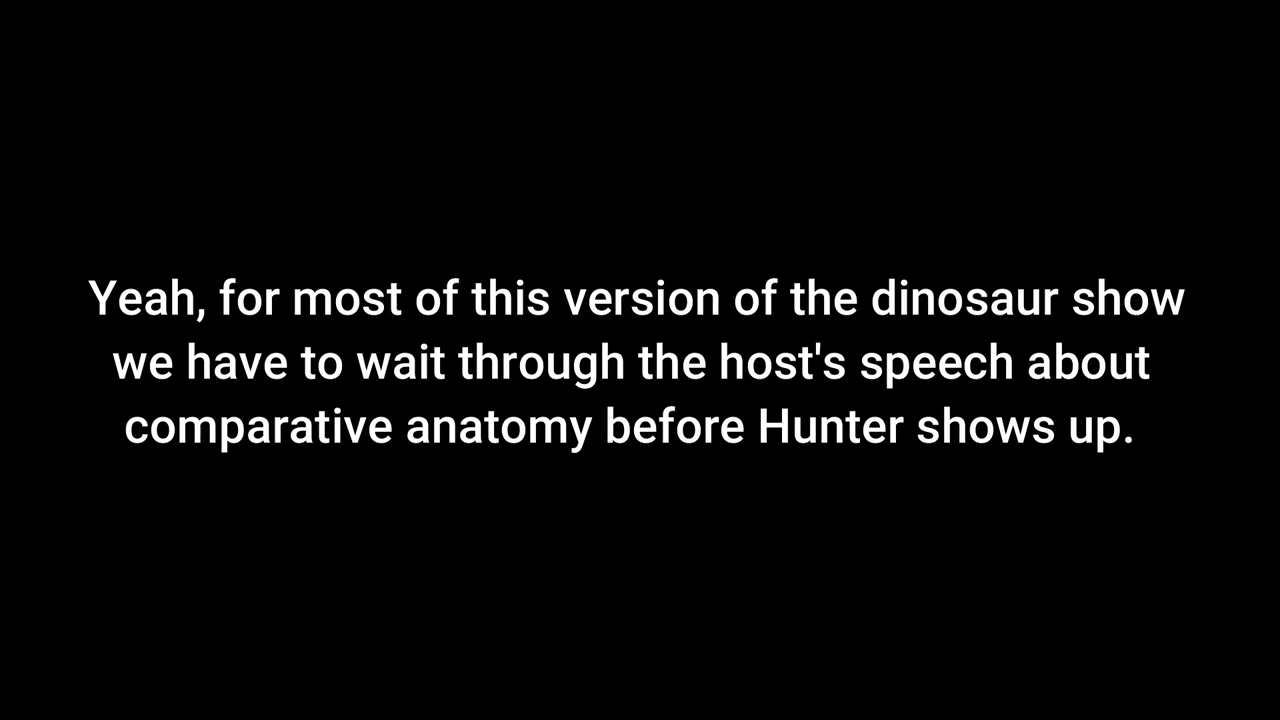 Yeah, for most of this version of the dinosaur show
we have to wait through the host's speech about
comparative anatomy before Hunter shows up.